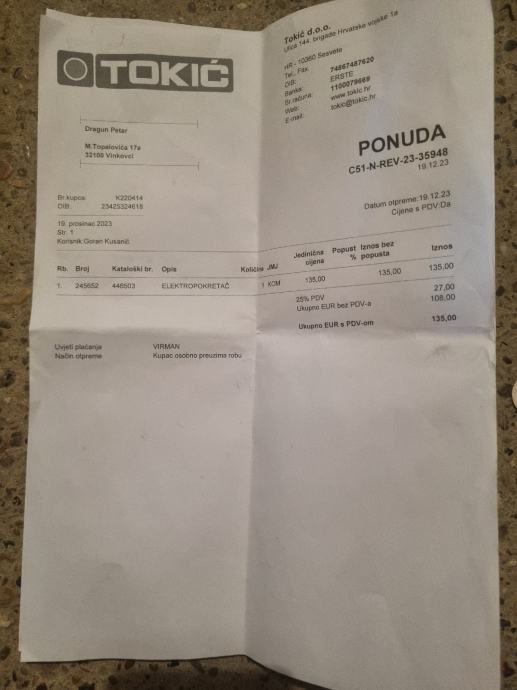 TOKIĆ
Tokić d.o.o.
Ulica 144. brigade Hrvatske vojske 1a
HR - 10360 Sesvete
Tel., Fax.
OIB: 74867487620
Banka: ERSTE
Br.računa: 1100079669
Web: www.tokic.hr
E-mail: tokic@tokic.hr
Dragun Petar
M.Topalovića 17a
32100 Vinkovci
PONUDA
C51-N-REV-23-35948
19.12.23
Datum otpreme:19.12.23
Cijene s PDV:Da
Br.kupca: K220414
OIB: 23425324618
19. prosinac 2023
Str. 1
Korisnik Goran Kusanić
Rb. Broj Kataloški br. Opis Količina JMJ Jedinična cijena Popust % Iznos bez popusta Iznos
1. 245652 446503 ELEKTROPOKRETAČ 1 KOM 135,00 135,00 135,00
25% PDV 27,00
Ukupno EUR bez PDV-a 108,00
Ukupno EUR s PDV-om 135,00
Uvjeti plaćanja VIRMAN
Način otpreme Kupac osobno preuzima robu